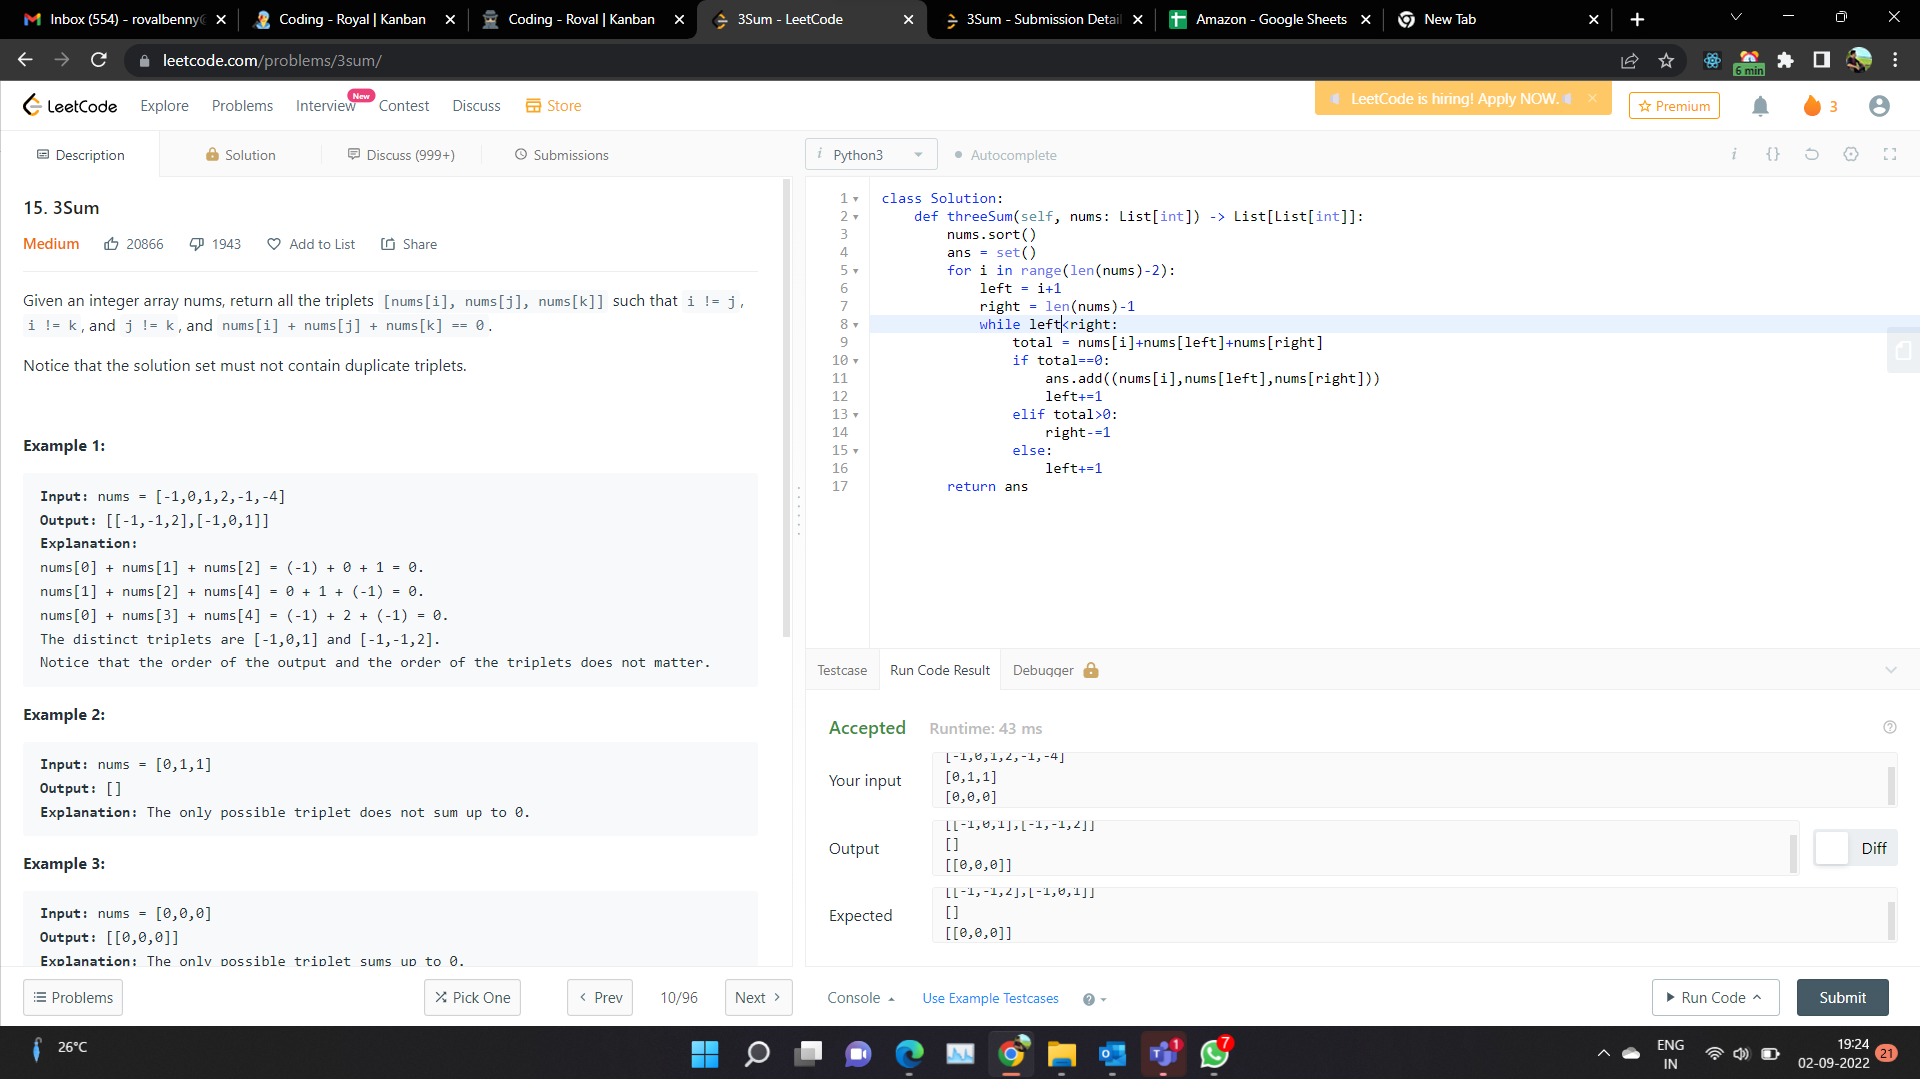 Inbox (554) - rovalbenny@
Coding - Royal | Kanban
Coding - Roval | Kanban
3Sum - LeetCode
3Sum - Submission Detail
Amazon - Google Sheets
New Tab
leetcode.com/problems/3sum/
6 min
LeetCode
Explore
Problems
Interview
New
Contest
Discuss
Store
LeetCode is hiring! Apply NOW.
Premium
3
Description
Solution
Discuss (999+)
Submissions
i Python3
Autocomplete
i
{}
15. 3Sum
Medium
20866
1943
Add to List
Share
Given an integer array nums, return all the triplets [nums[i], nums[j], nums[k]] such that i != j,
i != k, and j != k, and nums[i] + nums[j] + nums[k] == 0.
Notice that the solution set must not contain duplicate triplets.
Example 1:
Input: nums = [-1,0,1,2,-1,-4]
Output: [[-1,-1,2],[-1,0,1]]
Explanation:
nums[0] + nums[1] + nums[2] = (-1) + 0 + 1 = 0.
nums[1] + nums[2] + nums[4] = 0 + 1 + (-1) = 0.
nums[0] + nums[3] + nums[4] = (-1) + 2 + (-1) = 0.
The distinct triplets are [-1,0,1] and [-1,-1,2].
Notice that the order of the output and the order of the triplets does not matter.
Example 2:
Input: nums = [0,1,1]
Output: []
Explanation: The only possible triplet does not sum up to 0.
Example 3:
Input: nums = [0,0,0]
Output: [[0,0,0]]
Explanation: The only possible triplet sums up to 0.
1 class Solution:
2 def threeSum(self, nums: List[int]) -> List[List[int]]:
3 nums.sort()
4 ans = set()
5 for i in range(len(nums)-2):
6 left = i+1
7 right = len(nums)-1
8 while left<right:
9 total = nums[i]+nums[left]+nums[right]
10 if total==0:
11 ans.add((nums[i],nums[left],nums[right]))
12 left+=1
13 elif total>0:
14 right-=1
15 else:
16 left+=1
17 return ans
Testcase
Run Code Result
Debugger
Accepted
Runtime: 43 ms
Your input
[-1,0,1,2,-1,-4]
[0,1,1]
[0,0,0]
Output
[[-1,0,1],[-1,-1,2]]
[]
[[0,0,0]]
Diff
Expected
[[-1,-1,2],[-1,0,1]]
[]
[[0,0,0]]
Problems
Pick One
Prev
10/96
Next
Console
Use Example Testcases
Run Code
Submit
26°C
1
7
ENG
IN
19:24
02-09-2022
21